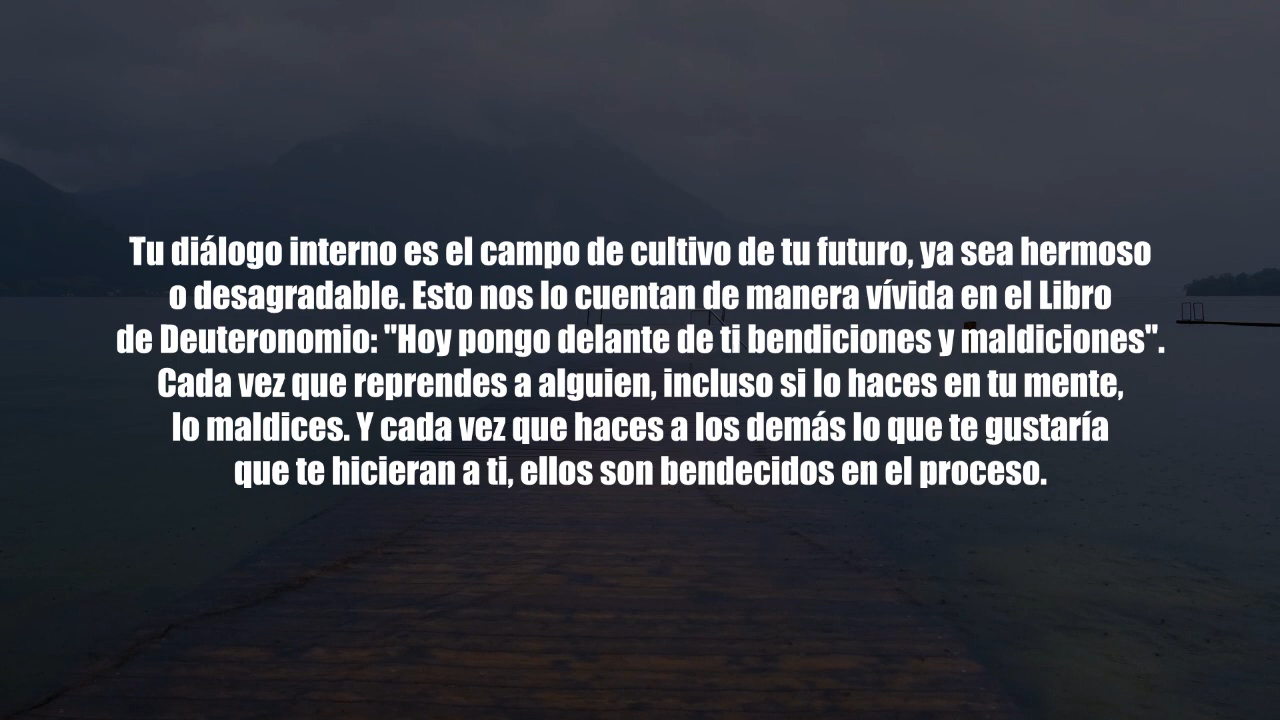 Tu diálogo interno es el campo de cultivo de tu futuro, ya sea hermoso
o desagradable. Esto nos lo cuentan de manera vívida en el Libro
de Deuteronomio: "Hoy pongo delante de ti bendiciones y maldiciones".
Cada vez que reprendes a alguien, incluso si lo haces en tu mente,
lo maldices. Y cada vez que haces a los demás lo que te gustaría
que te hicieran a ti, ellos son bendecidos en el proceso.